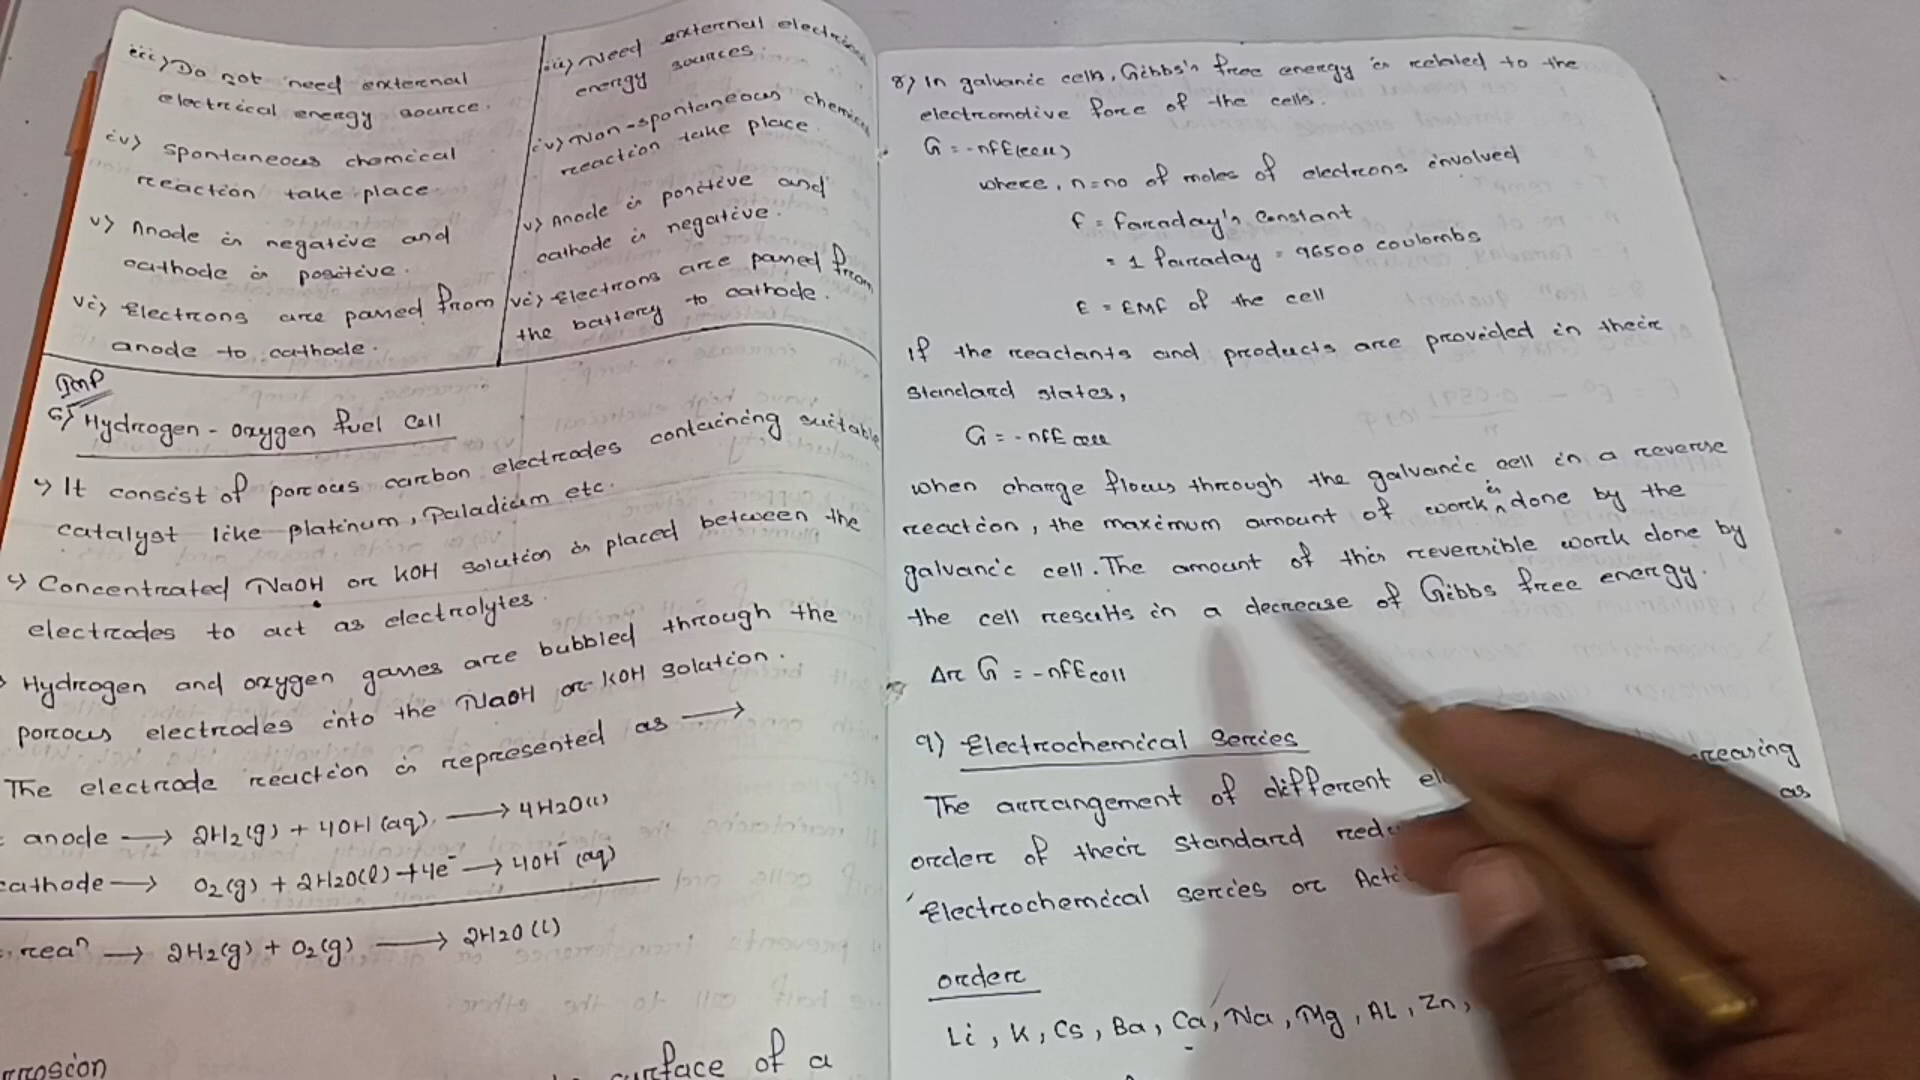 iii) Do not need external
electrical energy source.
iv) Spontaneous chemical
reaction take place
v) Anode is negative and
cathode is positive.
vi) Electrons are passed from
anode to cathode.
iii) Need external
energy sources.
iv) Non-spontaneous
reaction take place.
v) Anode is positive and
cathode is negative.
vi) Electrons are passed from
the battery to cathode.
Imp
6) Hydrogen - oxygen fuel cell
It consist of porous carbon electrodes containing suitable
catalyst like platinum, Paladium etc.
Concentrated NaOH or KOH solution is placed between the
electrodes to act as electrolytes.
Hydrogen and oxygen gases are bubbled through the
porous electrodes into the NaOH or KOH solution.
The electrode reaction is represented as →
anode → 2H2(g) + 4OH(aq). → 4H2O(l)
cathode → O2(g) + 2H2O(l) + 4e⁻ → 4OH⁻ (aq)
reaⁿ → 2H2(g) + O2(g) → 2H2O (l)
surface of a
8) In galvanic cells, Gibbs's free energy is related to the
electromotive force of the cells.
G = -nfE(cell)
where, n = no of moles of electrons involved
f = faraday's Constant
= 1 farraday = 96500 coulombs
E = EMF of the cell
If the reactants and products are provided in their
standard states,
G = -nfE cell
when charge flows through the galvanic cell in a reverse
reaction, the maximum amount of work is done by the
galvanic cell. The amount of this reversible work done by
the cell results in a decrease of Gibbs free energy.
Δr G = -nfEcell
9) Electrochemical Series
The arrangement of different
order of their standard
as
Electrochemical series or
order
Li, K, Cs, Ba, Ca, Na, Mg, AL, Zn,